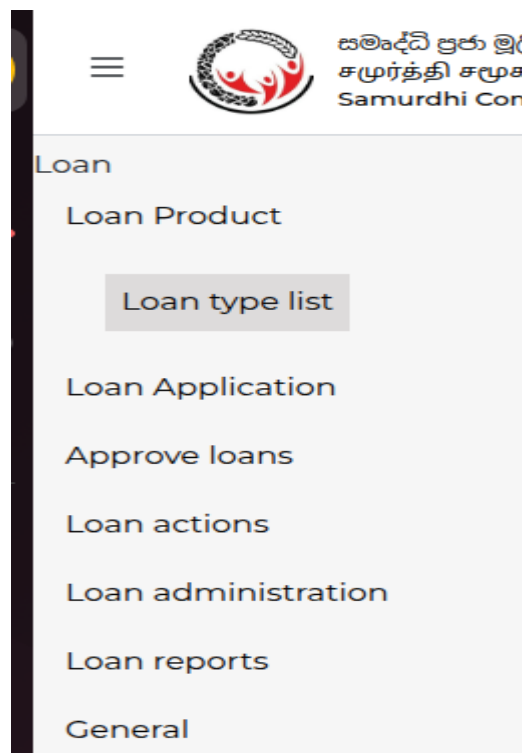 සමෘද්ධි ප්‍රජා
சமுர்த்தி
Samurdhi
Loan
Loan Product
Loan type list
Loan Application
Approve loans
Loan actions
Loan administration
Loan reports
General